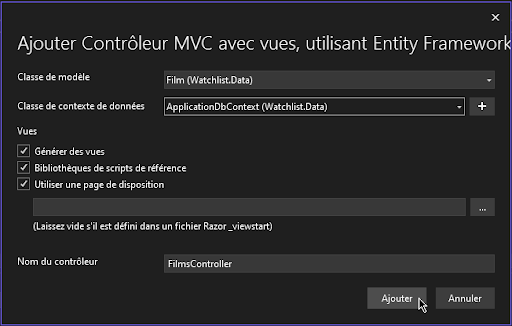 Ajouter Contrôleur MVC avec vues, utilisant Entity Framework
Classe de modèle
Film (Watchlist.Data)
Classe de contexte de données
ApplicationDbContext (Watchlist.Data)
+
Vues
Générer des vues
Bibliothèques de scripts de référence
Utiliser une page de disposition
...
(Laissez vide s'il est défini dans un fichier Razor _viewstart)
Nom du contrôleur
FilmsController
Ajouter
Annuler